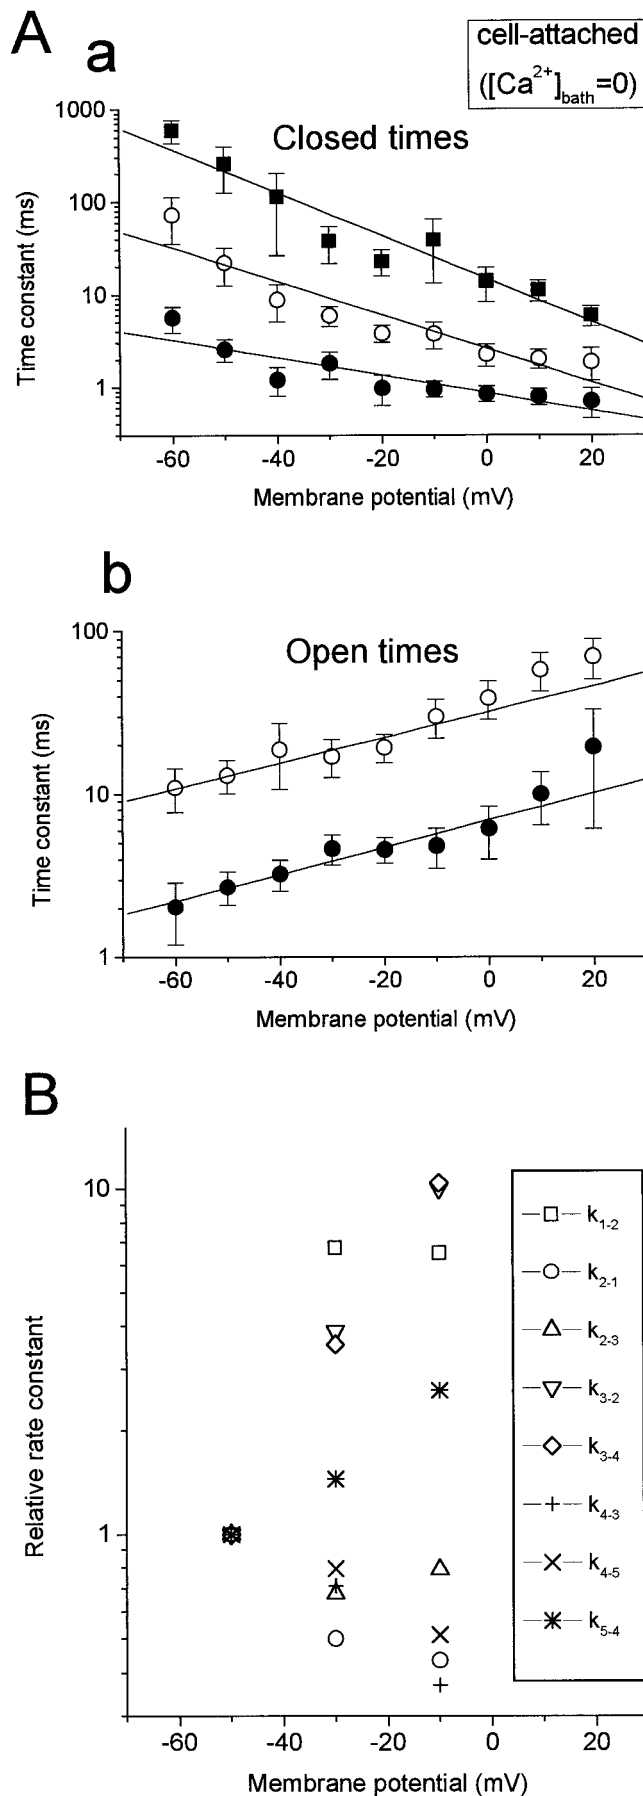 A
a
cell-attached
([Ca2+]bath=0)
Closed times
1000
100
10
1
Time constant (ms)
-60 -40 -20 0 20
Membrane potential (mV)
b
Open times
100
10
1
Time constant (ms)
-60 -40 -20 0 20
Membrane potential (mV)
B
10
1
Relative rate constant
k1-2
k2-1
k2-3
k3-2
k3-4
k4-3
k4-5
k5-4
-60 -40 -20 0 20
Membrane potential (mV)